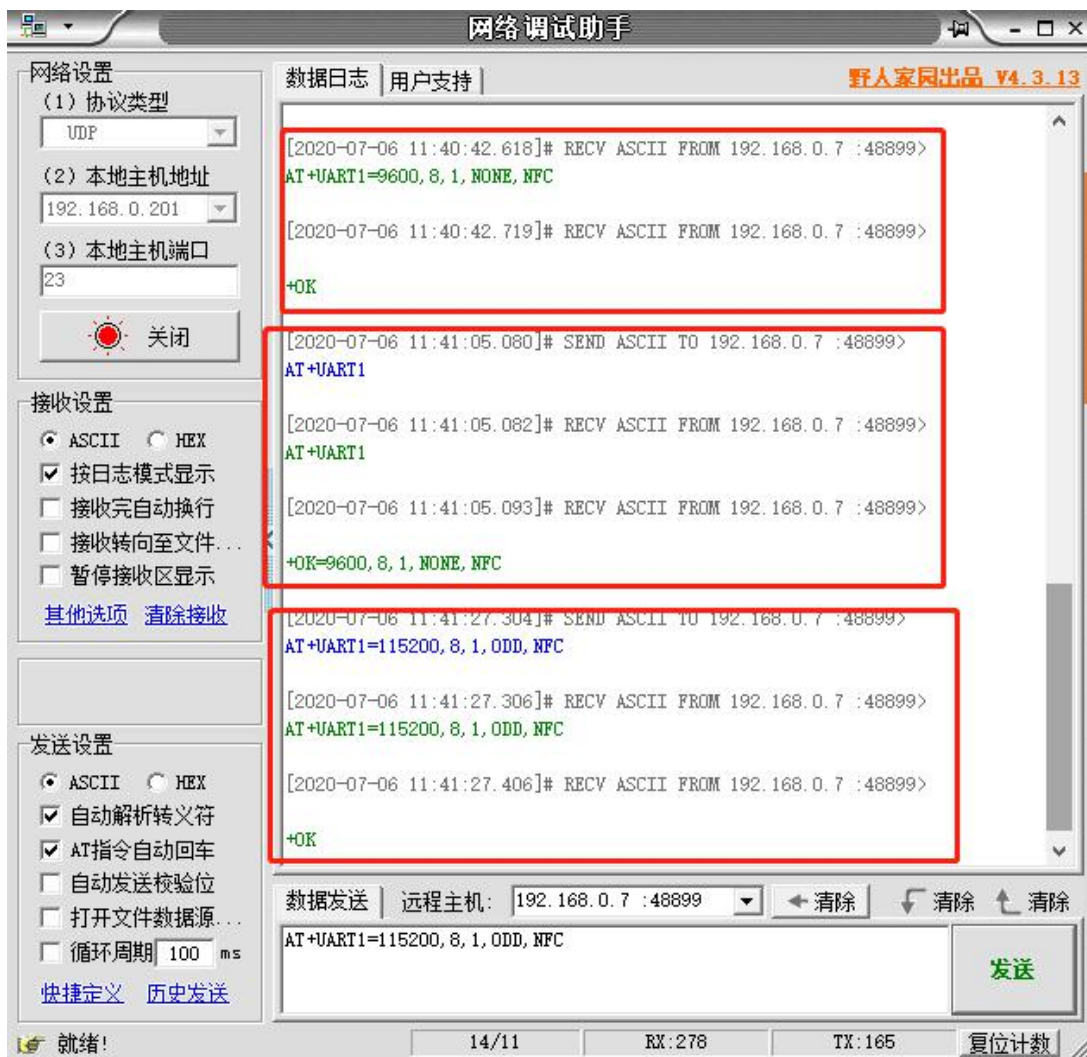 网络调试助手
网络设置
(1) 协议类型
UDP
(2) 本地主机地址
192.168.0.201
(3) 本地主机端口
23
关闭
接收设置
ASCII HEX
按日志模式显示
接收完自动换行
接收转向至文件...
暂停接收区显示
其他选项 清除接收
发送设置
ASCII HEX
自动解析转义符
AT指令自动回车
自动发送校验位
打开文件数据源...
循环周期 100 ms
快捷定义 历史发送
数据日志 用户支持 野人家园出品 V4.3.13
[2020-07-06 11:40:42.618]# RECV ASCII FROM 192.168.0.7 :48899>
AT+UART1=9600,8,1,NONE,NFC
[2020-07-06 11:40:42.719]# RECV ASCII FROM 192.168.0.7 :48899>
+OK
[2020-07-06 11:41:05.080]# SEND ASCII TO 192.168.0.7 :48899>
AT+UART1
[2020-07-06 11:41:05.082]# RECV ASCII FROM 192.168.0.7 :48899>
AT+UART1
[2020-07-06 11:41:05.093]# RECV ASCII FROM 192.168.0.7 :48899>
+OK=9600,8,1,NONE,NFC
[2020-07-06 11:41:27.304]# SEND ASCII TO 192.168.0.7 :48899>
AT+UART1=115200,8,1,ODD,NFC
[2020-07-06 11:41:27.306]# RECV ASCII FROM 192.168.0.7 :48899>
AT+UART1=115200,8,1,ODD,NFC
[2020-07-06 11:41:27.406]# RECV ASCII FROM 192.168.0.7 :48899>
+OK
数据发送 远程主机: 192.168.0.7 :48899 清除 清除 清除
AT+UART1=115200,8,1,ODD,NFC
发送
就绪! 14/11 RX:278 TX:165 复位计数